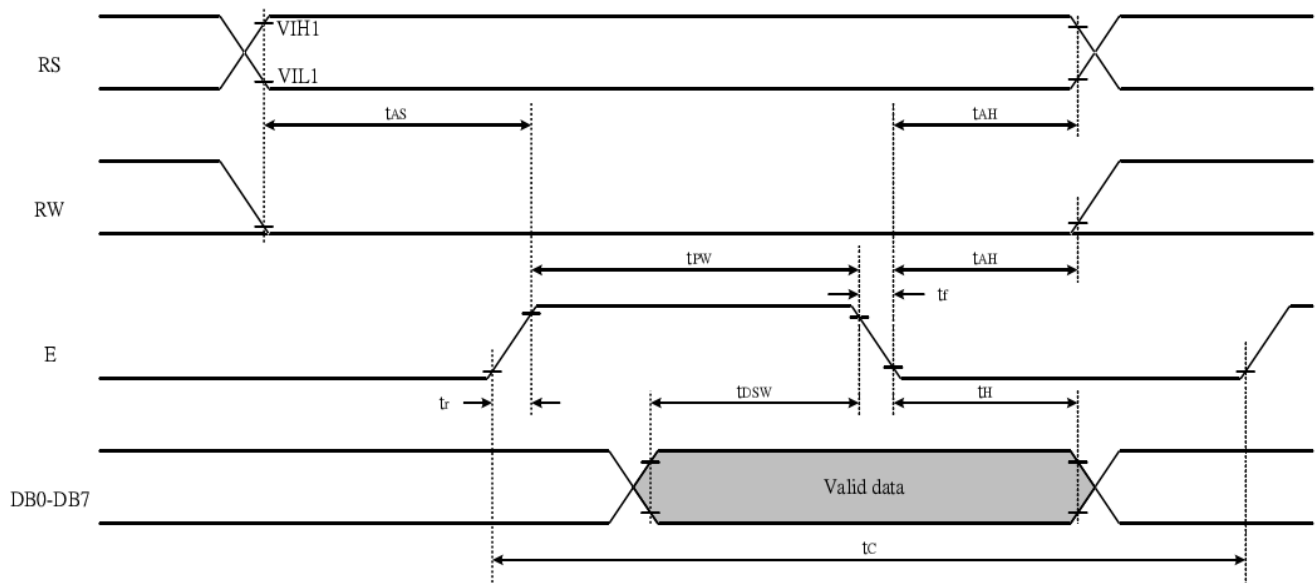 VIH1
RS
VIL1
tAS
tAH
RW
tPW
tAH
tf
E
tr
tDSW
tH
DB0-DB7
Valid data
tC